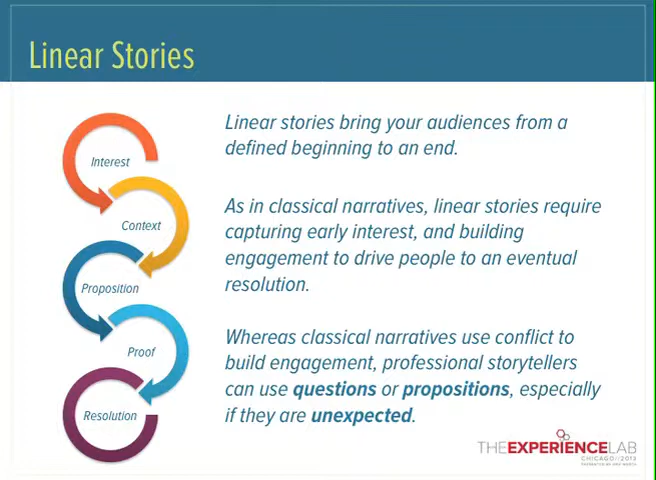 Linear Stories
Interest
Context
Proposition
Proof
Resolution
Linear stories bring your audiences from a
defined beginning to an end.
As in classical narratives, linear stories require
capturing early interest, and building
engagement to drive people to an eventual
resolution.
Whereas classical narratives use conflict to
build engagement, professional storytellers
can use questions or propositions, especially
if they are unexpected.
THEEXPERIENCELAB
CHICAGO//2013